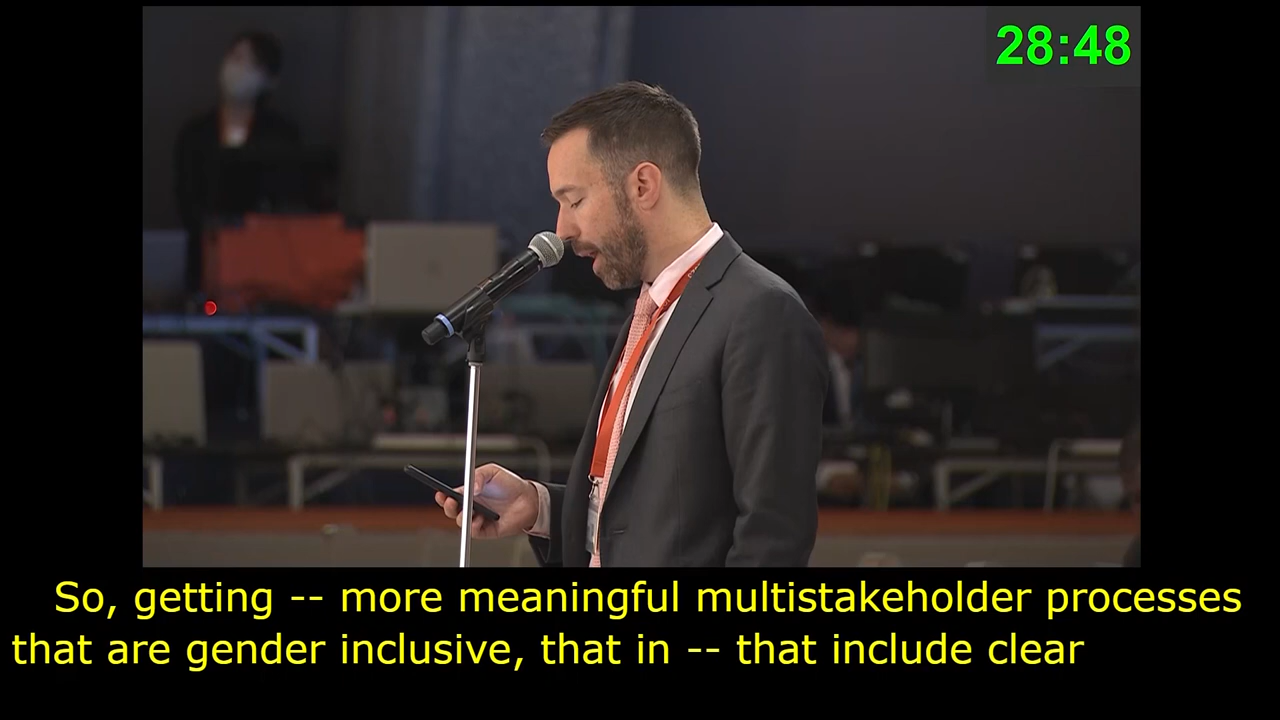 28:48
So, getting -- more meaningful multistakeholder processes
that are gender inclusive, that in -- that include clear